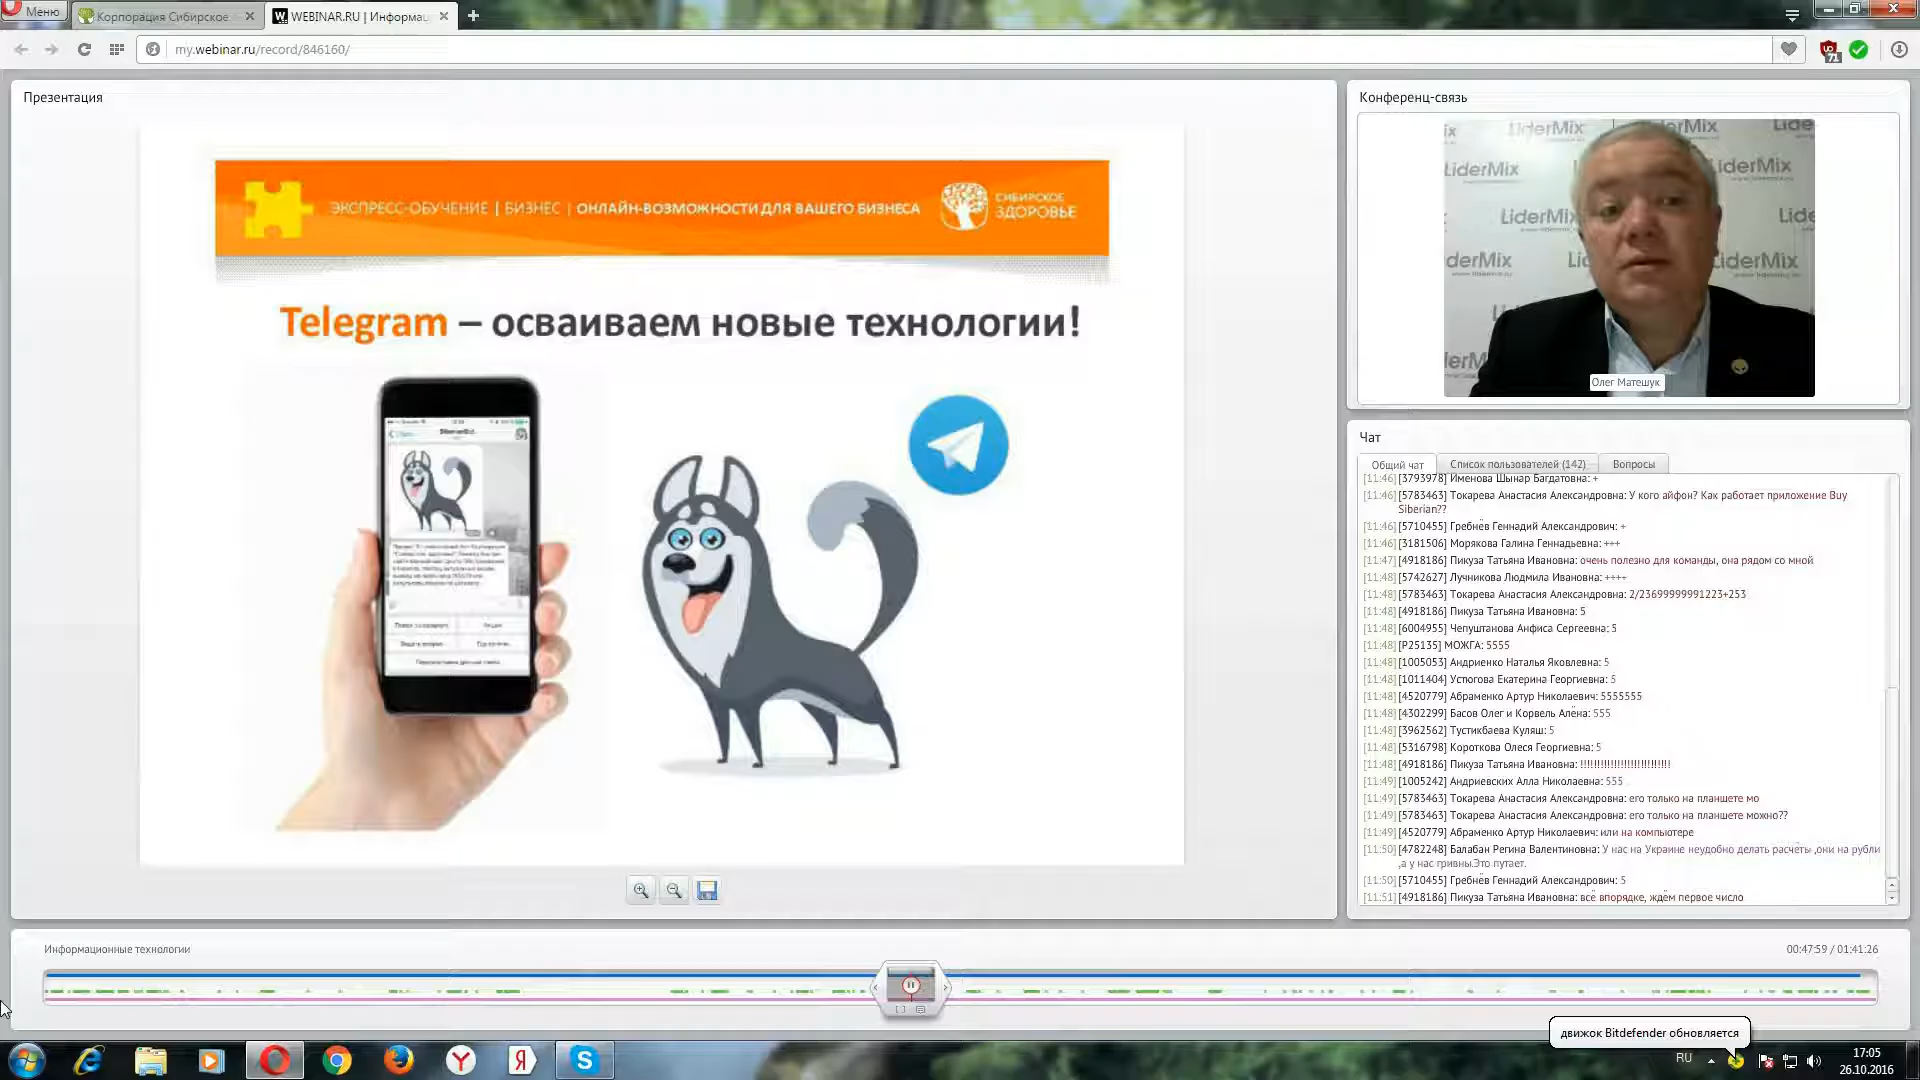 Меню
Корпорация Сибирское
WEBINAR.RU | Информац
my.webinar.ru/record/846160/
71
Презентация
ЭКСПРЕСС-ОБУЧЕНИЕ | БИЗНЕС | ОНЛАЙН-ВОЗМОЖНОСТИ ДЛЯ ВАШЕГО БИЗНЕСА
СИБИРСКОЕ
ЗДОРОВЬЕ
Telegram – осваиваем новые технологии!
Конференц-связь
LiderMix
Олег Матешук
Чат
Общий чат
Список пользователей (142)
Вопросы
[11:46] [3793978] Именова Шынар Багдатовна: +
[11:46] [5783463] Токарева Анастасия Александровна: У кого айфон? Как работает приложение Buy
Siberian??
[11:46] [5710455] Гребнёв Геннадий Александрович: +
[11:46] [3181506] Морякова Галина Геннадьевна: +++
[11:47] [4918186] Пикуза Татьяна Ивановна: очень полезно для команды, она рядом со мной
[11:48] [5742627] Лучникова Людмила Ивановна: ++++
[11:48] [5783463] Токарева Анастасия Александровна: 2/23699999991223+253
[11:48] [4918186] Пикуза Татьяна Ивановна: 5
[11:48] [6004955] Чепуштанова Анфиса Сергеевна: 5
[11:48] [P25135] МОЖГА: 5555
[11:48] [1005053] Андриенко Наталья Яковлевна: 5
[11:48] [1011404] Устюгова Екатерина Георгиевна: 5
[11:48] [4520779] Абраменко Артур Николаевич: 5555555
[11:48] [4302299] Басов Олег и Корвель Алёна: 555
[11:48] [3962562] Тустикбаева Куляш: 5
[11:48] [5316798] Короткова Олеся Георгиевна: 5
[11:48] [4918186] Пикуза Татьяна Ивановна: !!!!!!!!!!!!!!!!!!!!!!!!!!!
[11:49] [1005242] Андриевских Алла Николаевна: 555
[11:49] [5783463] Токарева Анастасия Александровна: его только на планшете мо
[11:49] [5783463] Токарева Анастасия Александровна: его только на планшете можно??
[11:49] [4520779] Абраменко Артур Николаевич: или на компьютере
[11:50] [4782248] Балабан Регина Валентиновна: У нас на Украине неудобно делать расчёты ,они на рубли
,а у нас гривны.Это путает.
[11:50] [5710455] Гребнёв Геннадий Александрович: 5
[11:51] [4918186] Пикуза Татьяна Ивановна: всё впорядке, ждём первое число
Информационные технологии
00:47:59 / 01:41:26
движок Bitdefender обновляется
RU
17:05
26.10.2016